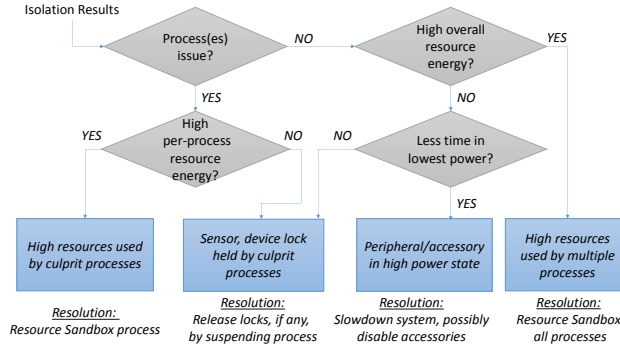 Isolation Results
Process(es)
issue?
NO
High overall
resource
energy?
YES
YES
NO
YES
High
per-process
resource
energy?
NO
NO
Less time in
lowest power?
YES
High resources used
by culprit processes
Sensor, device lock
held by culprit
processes
Peripheral/accessory
in high power state
High resources
used by multiple
processes
Resolution:
Resource Sandbox process
Resolution:
Release locks, if any,
by suspending process
Resolution:
Slowdown system, possibly
disable accessories
Resolution:
Resource Sandbox
all processes